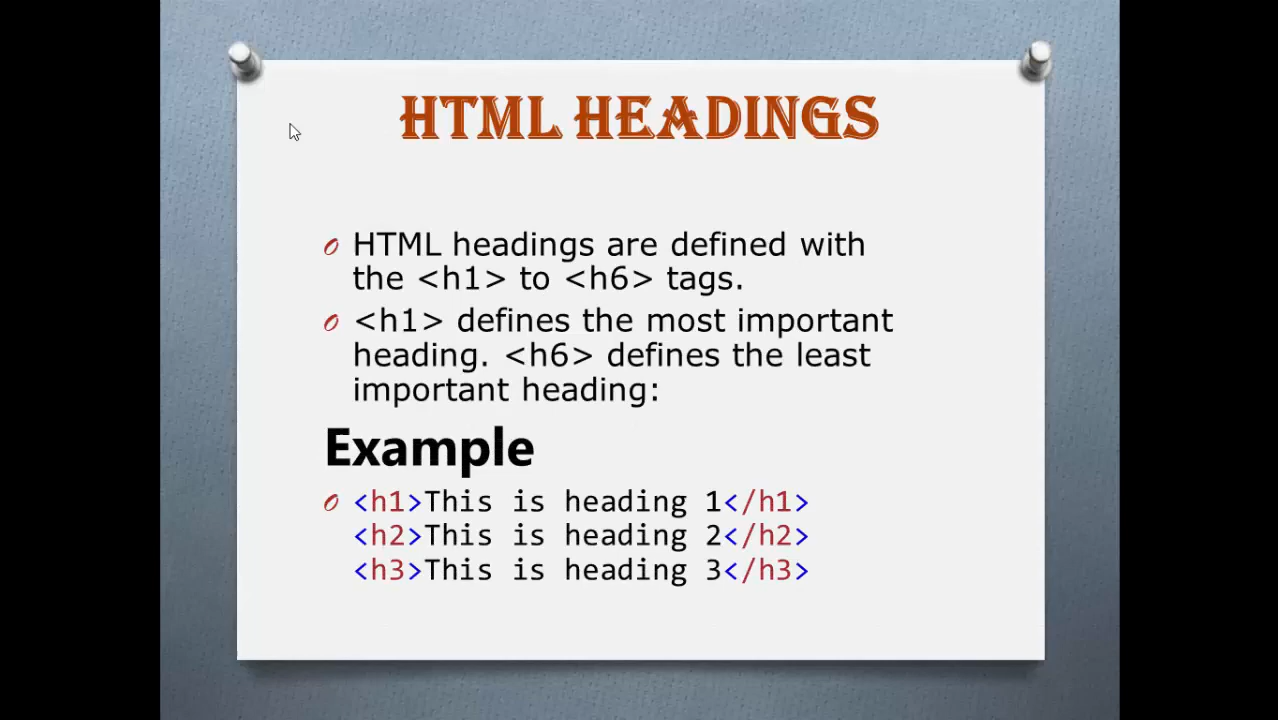 HTML HEADINGS
HTML headings are defined with
the <h1> to <h6> tags.
<h1> defines the most important
heading. <h6> defines the least
important heading:
Example
<h1>This is heading 1</h1>
<h2>This is heading 2</h2>
<h3>This is heading 3</h3>